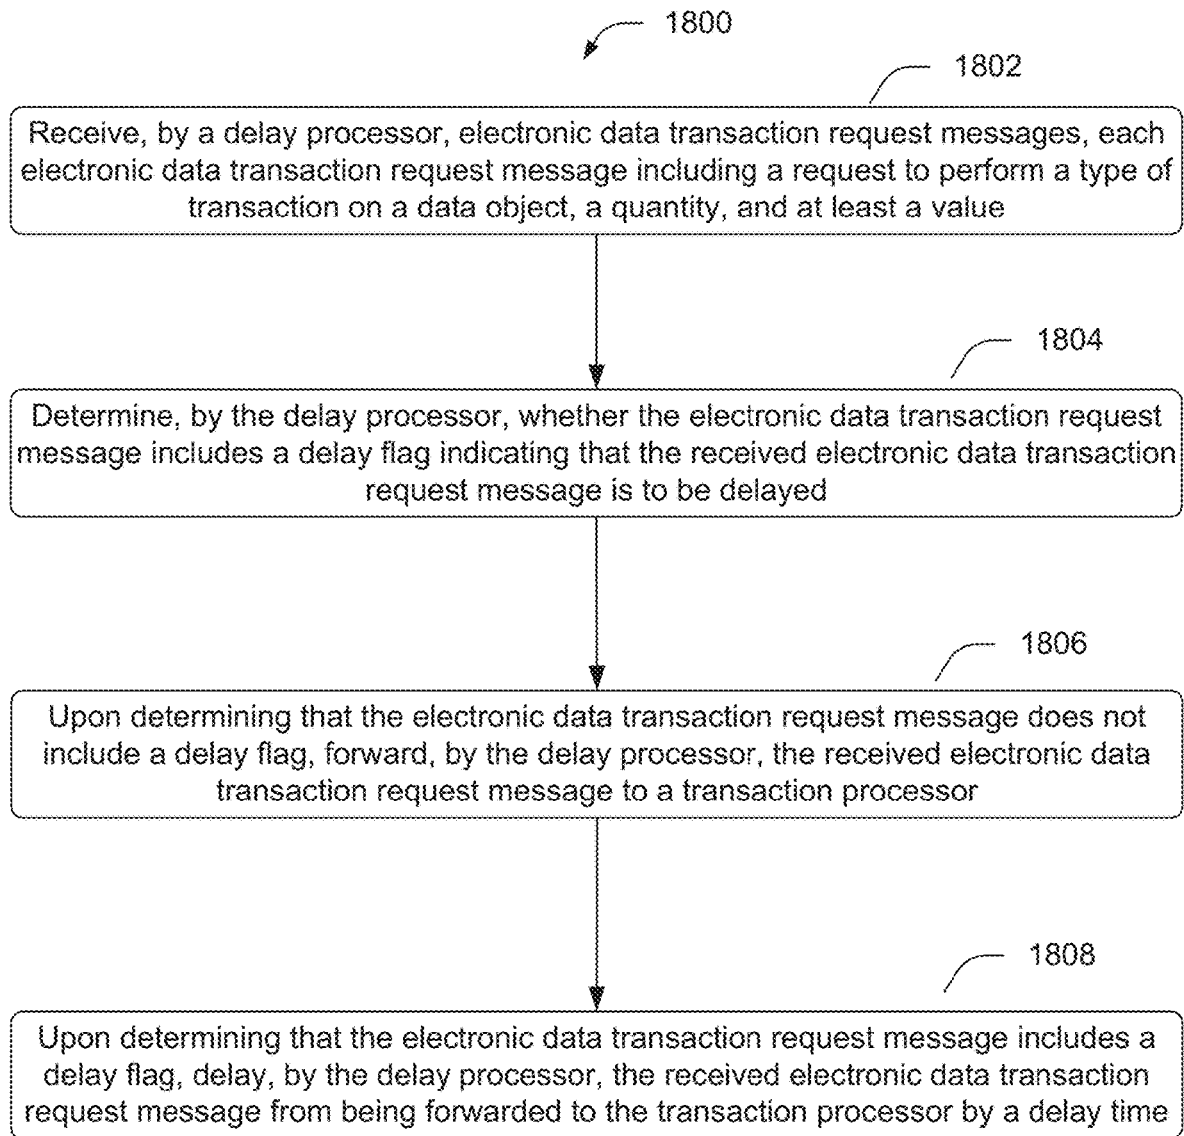 1800
1802
Receive, by a delay processor, electronic data transaction request messages, each
electronic data transaction request message including a request to perform a type of
transaction on a data object, a quantity, and at least a value
1804
Determine, by the delay processor, whether the electronic data transaction request
message includes a delay flag indicating that the received electronic data transaction
request message is to be delayed
1806
Upon determining that the electronic data transaction request message does not
include a delay flag, forward, by the delay processor, the received electronic data
transaction request message to a transaction processor
1808
Upon determining that the electronic data transaction request message includes a
delay flag, delay, by the delay processor, the received electronic data transaction
request message from being forwarded to the transaction processor by a delay time